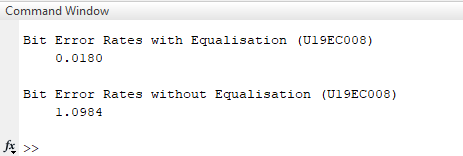 Command Window
Bit Error Rates with Equalisation (U19EC008)
0.0180
Bit Error Rates without Equalisation (U19EC008)
1.0984
fx >>